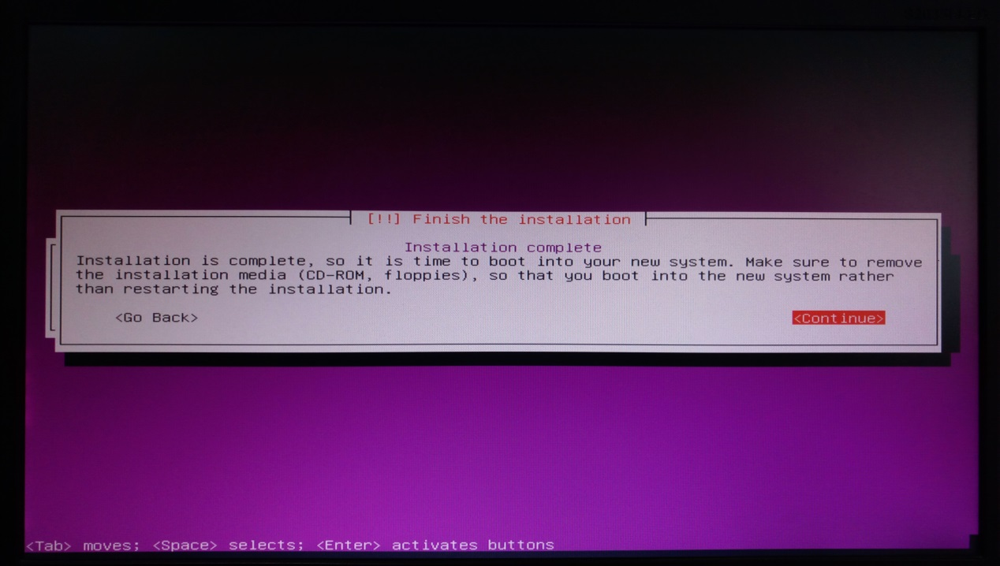 [!!] Finish the installation
Installation complete
Installation is complete, so it is time to boot into your new system. Make sure to remove
the installation media (CD-ROM, floppies), so that you boot into the new system rather
than restarting the installation.
<Go Back> <Continue>
<Tab> moves; <Space> selects; <Enter> activates buttons